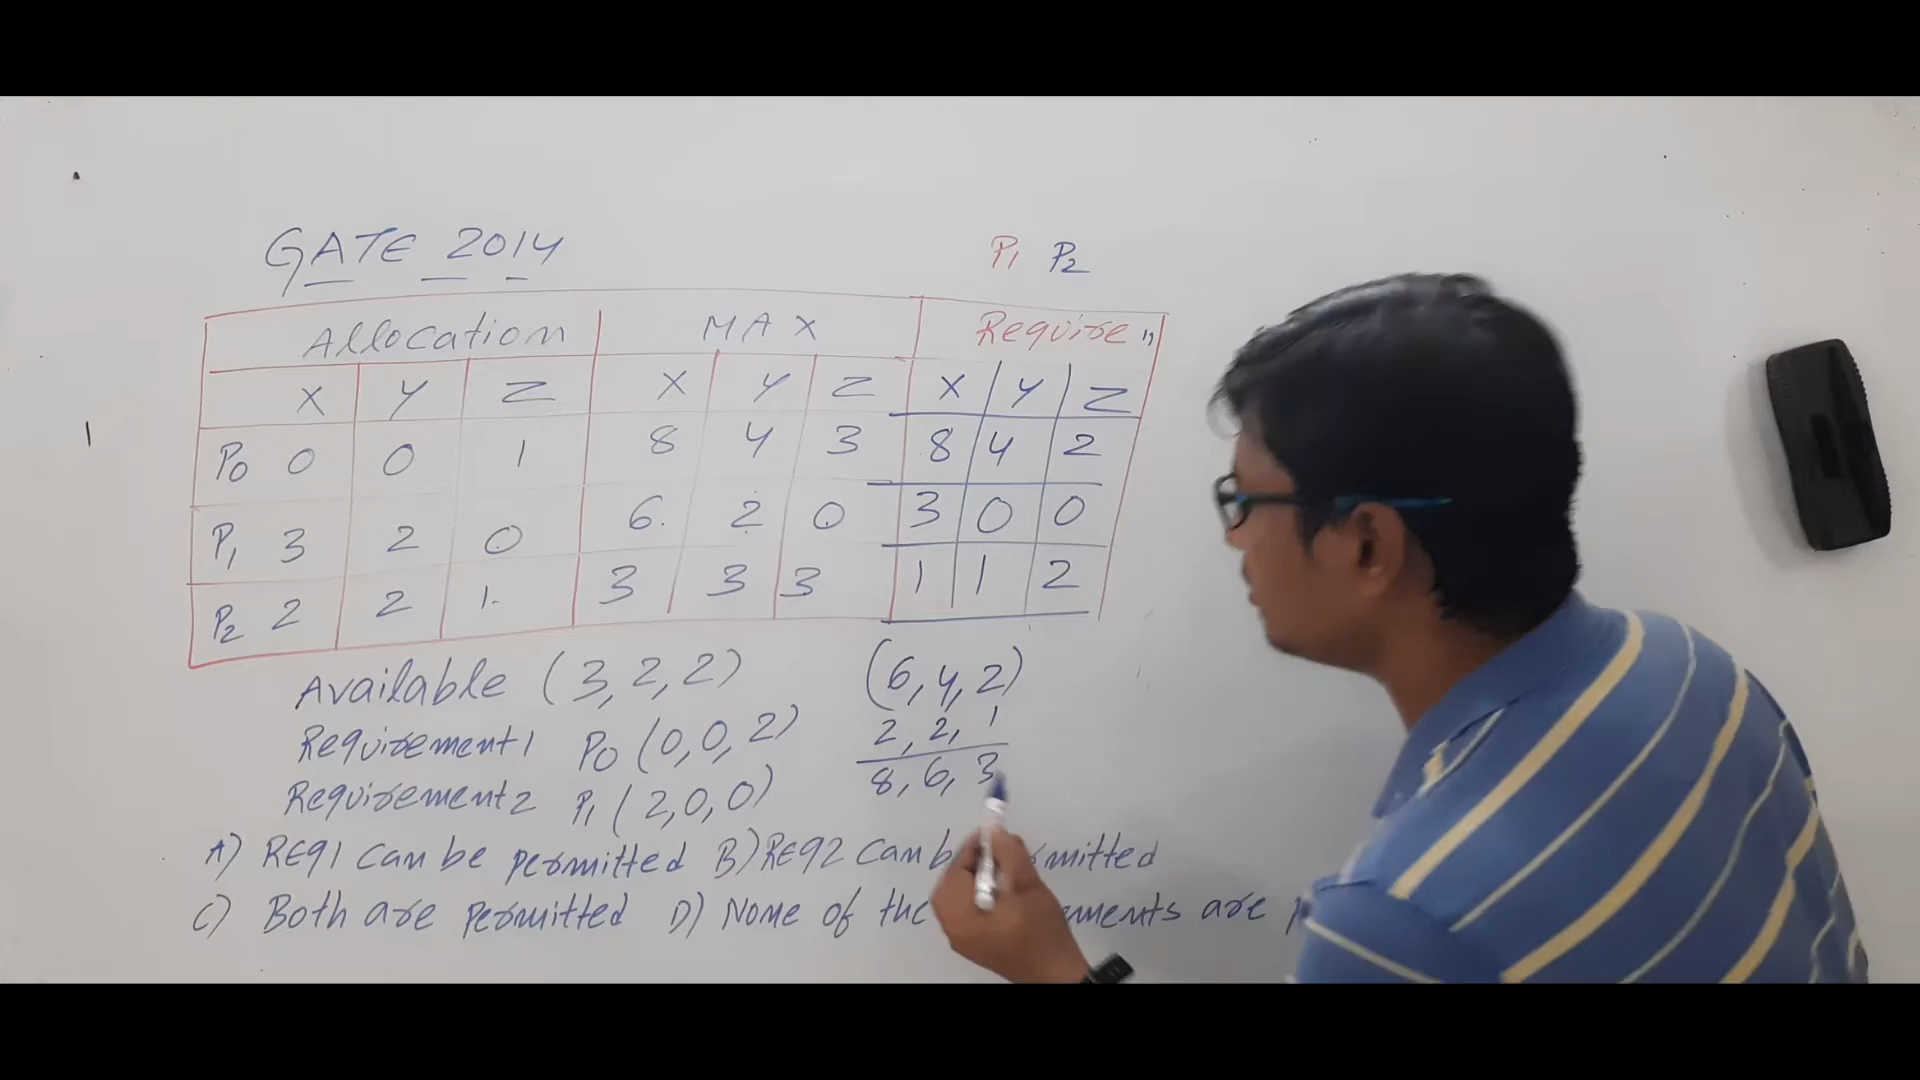 GATE 2014
P1 P2
Allocation MAX Require"
X Y Z X Y Z X Y Z
P0 0 0 1 8 4 3 8 4 2
P1 3 2 0 6. 2 0 3 0 0
P2 2 2 1. 3 3 3 1 1 2
Available (3,2,2) (6,4,2)
2,2,1
Requirement1 P0 (0,0,2)
8,6,3
Requirement2 P1 (2,0,0)
A) REQ1 can be permitted B) REQ2 can
C) Both are permitted D) None of the are